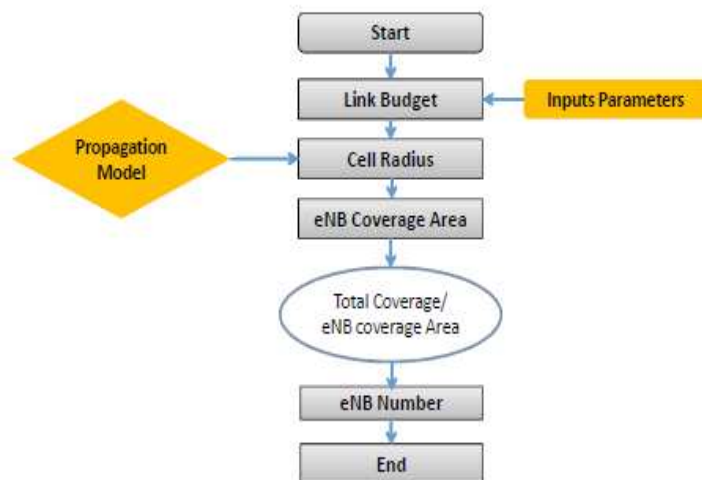 Start
Link Budget
Inputs Parameters
Propagation
Model
Cell Radius
eNB Coverage Area
Total Coverage/
eNB coverage Area
eNB Number
End